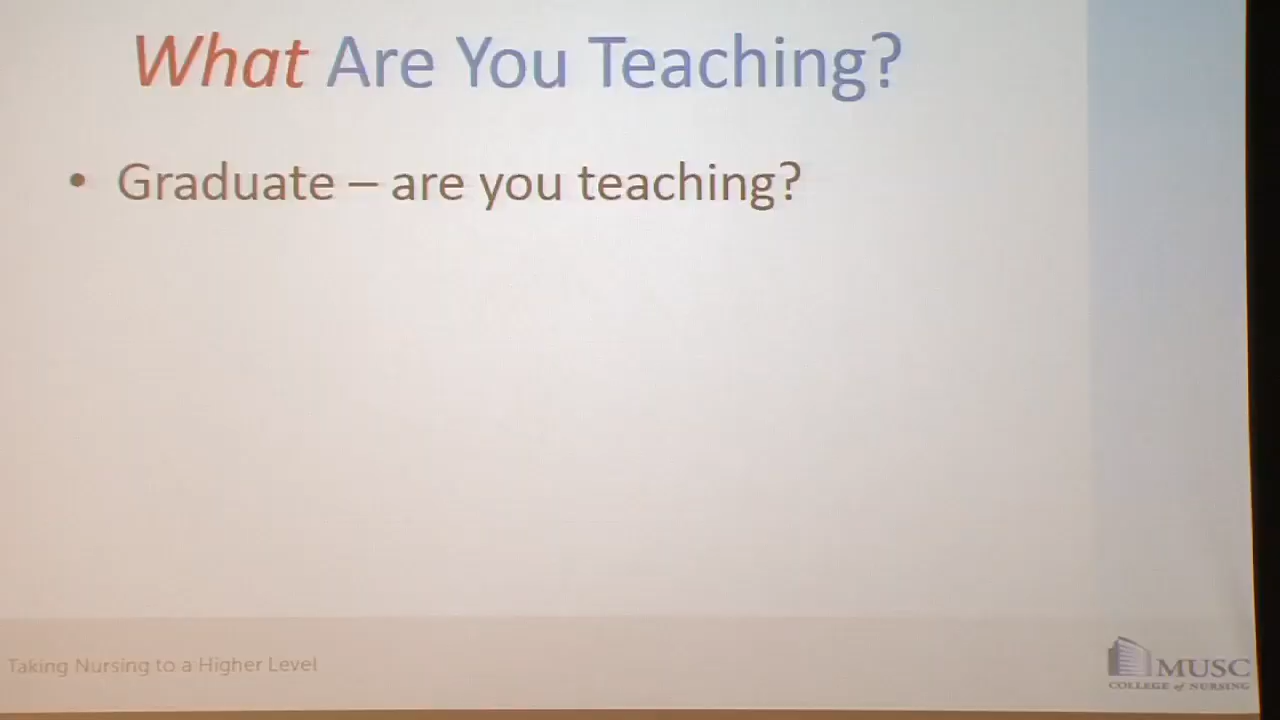 What Are You Teaching?
• Graduate – are you teaching?
Taking Nursing to a Higher Level
MUSC
COLLEGE of NURSING